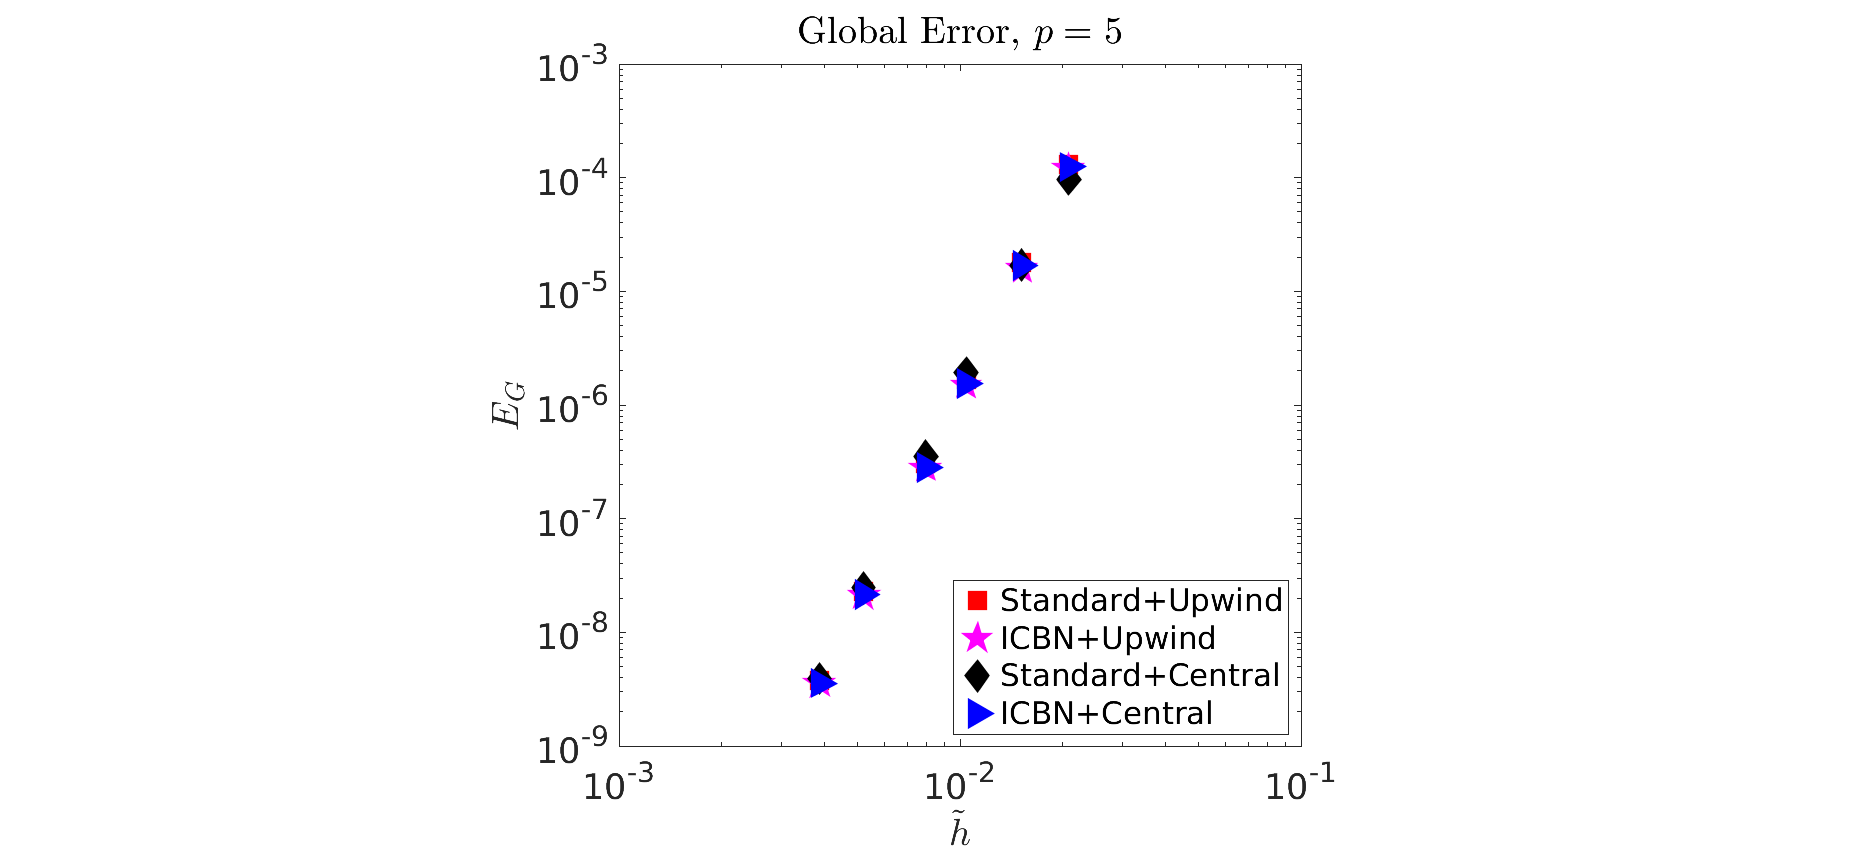 Global Error, p = 5
10^-3
10^-4
10^-5
10^-6
10^-7
10^-8
10^-9
E_G
Standard+Upwind
ICBN+Upwind
Standard+Central
ICBN+Central
10^-3 10^-2 10^-1
h̃